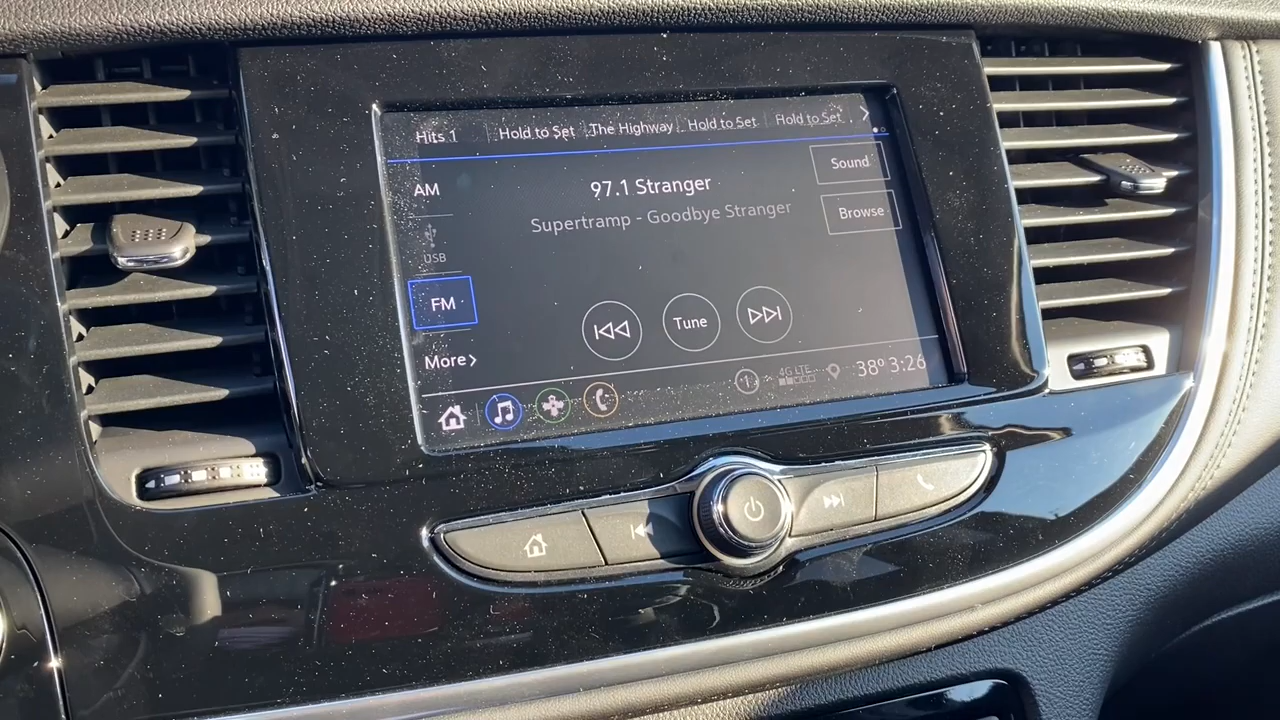 Hits 1 Hold to Set The Highway Hold to Set Hold to Set
AM
97.1 Stranger
Sound
Supertramp - Goodbye Stranger
Browse
USB
FM
Tune
More
1 4G LTE 38° 3:26